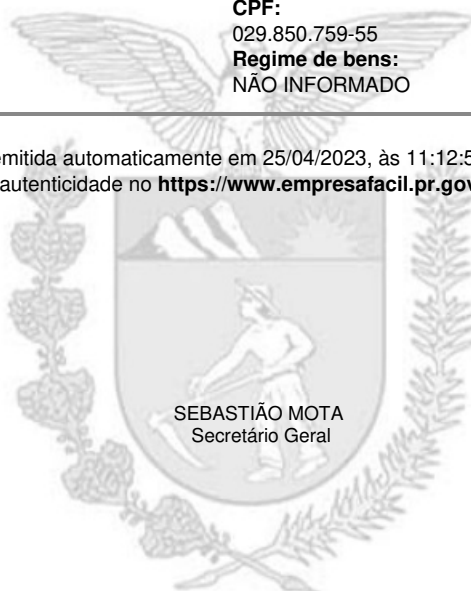 CPF:
029.850.759-55
Regime de bens:
NÃO INFORMADO
emitida automaticamente em 25/04/2023, às 11:12:5
autenticidade no https://www.empresafacil.pr.gov
SEBASTIÃO MOTA
Secretário Geral